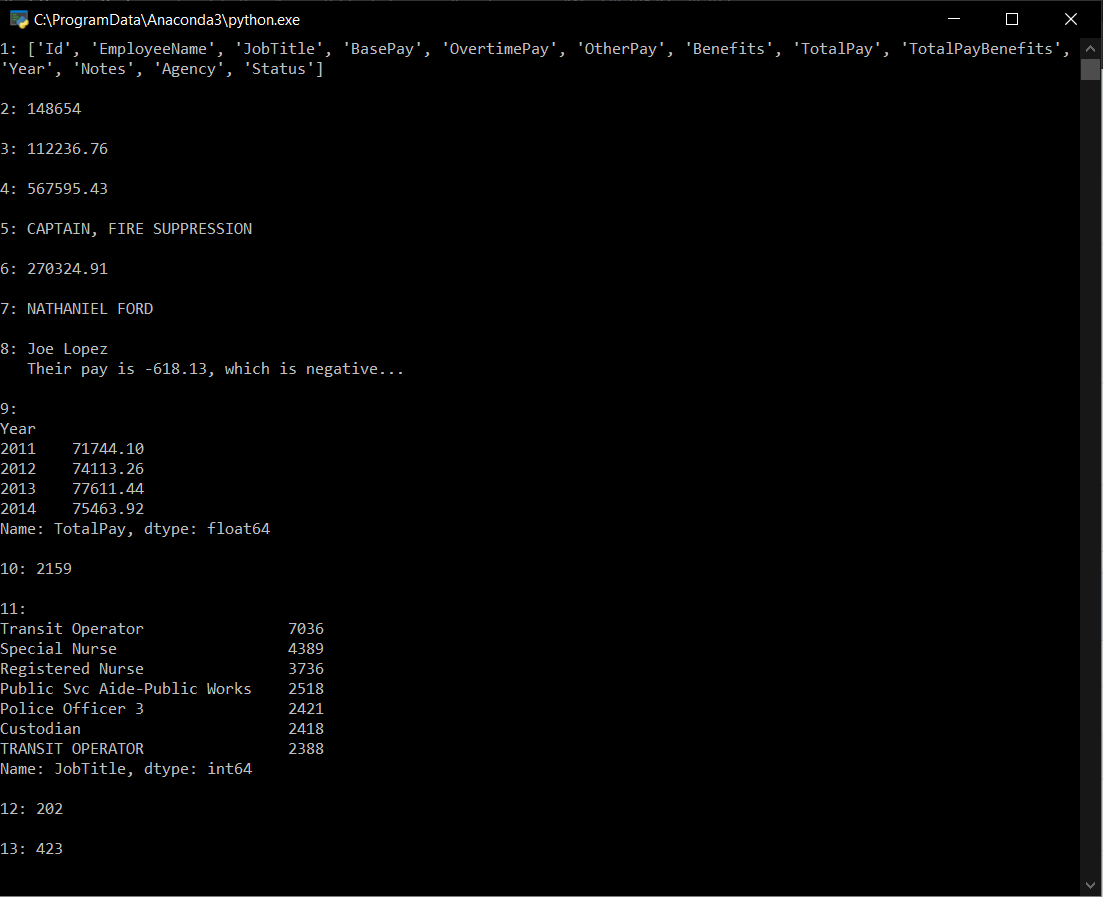 C:\ProgramData\Anaconda3\python.exe
1: ['Id', 'EmployeeName', 'JobTitle', 'BasePay', 'OvertimePay', 'OtherPay', 'Benefits', 'TotalPay', 'TotalPayBenefits',
'Year', 'Notes', 'Agency', 'Status']
2: 148654
3: 112236.76
4: 567595.43
5: CAPTAIN, FIRE SUPPRESSION
6: 270324.91
7: NATHANIEL FORD
8: Joe Lopez
Their pay is -618.13, which is negative...
9:
Year
2011    71744.10
2012    74113.26
2013    77611.44
2014    75463.92
Name: TotalPay, dtype: float64
10: 2159
11:
Transit Operator                7036
Special Nurse                   4389
Registered Nurse                3736
Public Svc Aide-Public Works    2518
Police Officer 3                2421
Custodian                       2418
TRANSIT OPERATOR                2388
Name: JobTitle, dtype: int64
12: 202
13: 423